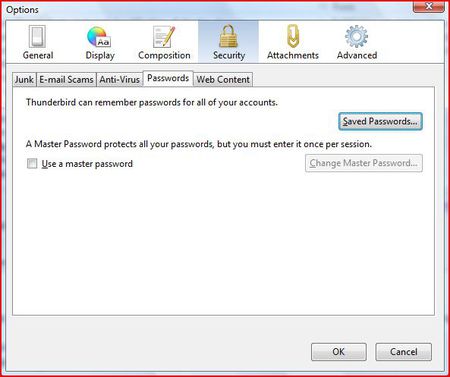 Options
General Display Composition Security Attachments Advanced
Junk E-mail Scams Anti-Virus Passwords Web Content
Thunderbird can remember passwords for all of your accounts.
Saved Passwords...
A Master Password protects all your passwords, but you must enter it once per session.
Use a master password Change Master Password...
OK Cancel